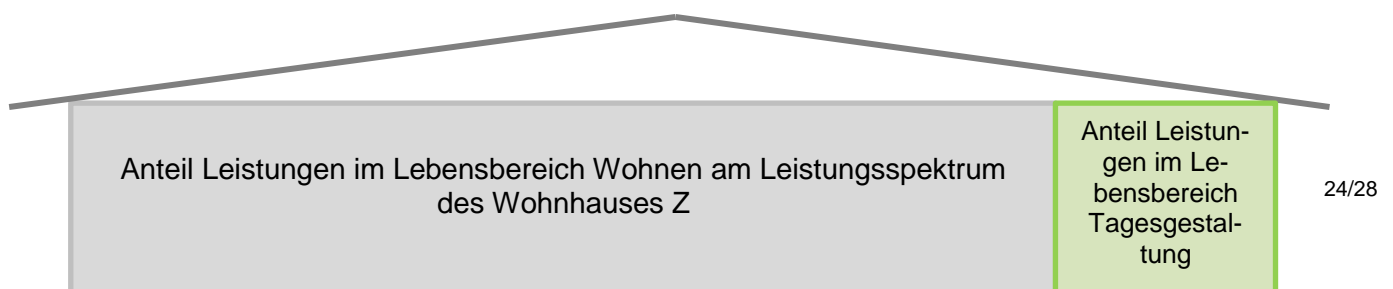 Anteil Leistungen im Lebensbereich Wohnen am Leistungsspektrum
des Wohnhauses Z
Anteil Leistun-
gen im Le-
bensbereich
Tagesgestal-
tung
24/28